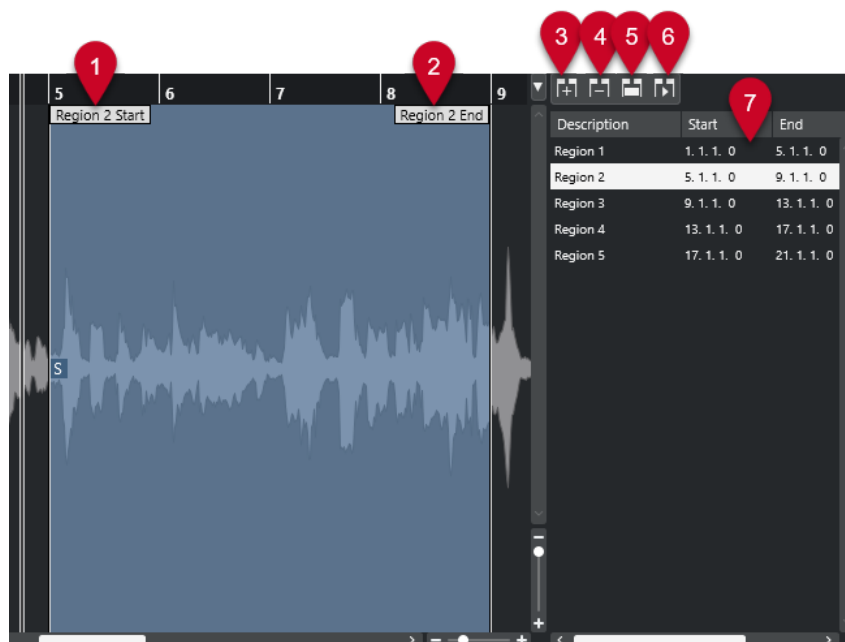 3 4 5 6
1 2 7
5 6 7 8 9
Region 2 Start Region 2 End
Description Start End
Region 1 1. 1. 1. 0 5. 1. 1. 0
Region 2 5. 1. 1. 0 9. 1. 1. 0
Region 3 9. 1. 1. 0 13. 1. 1. 0
Region 4 13. 1. 1. 0 17. 1. 1. 0
Region 5 17. 1. 1. 0 21. 1. 1. 0
S